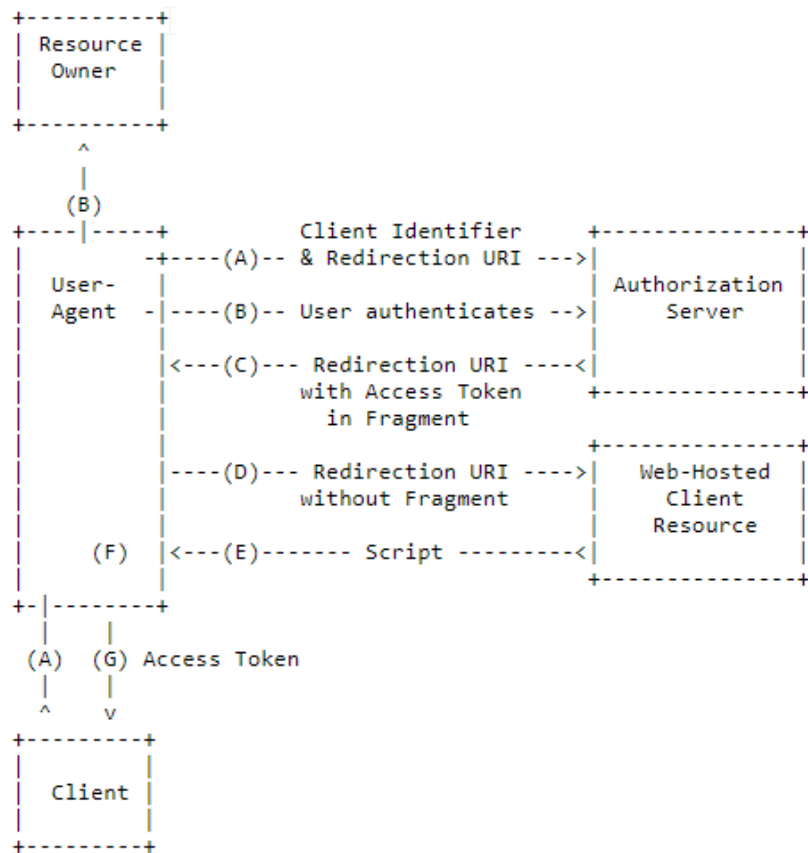 +----------+
| Resource |
|  Owner   |
|          |
+----------+
     ^
     |
    (B)
+----|-----+          Client Identifier     +---------------+
|         -+----(A)-- & Redirection URI --->|               |
|  User-   |                                | Authorization |
|  Agent  -|----(B)-- User authenticates -->|     Server    |
|          |                                |               |
|          |<---(C)--- Redirection URI ----<|               |
|          |          with Access Token     +---------------+
|          |            in Fragment
|          |                                +---------------+
|          |----(D)--- Redirection URI ---->|   Web-Hosted  |
|          |          without Fragment      |     Client    |
|          |                                |    Resource   |
|     (F)  |<---(E)------- Script ---------<|               |
|          |                                +---------------+
+-|--------+
  |    |
 (A)  (G) Access Token
  |    |
  ^    v
+---------+
|         |
|  Client |
|         |
+---------+